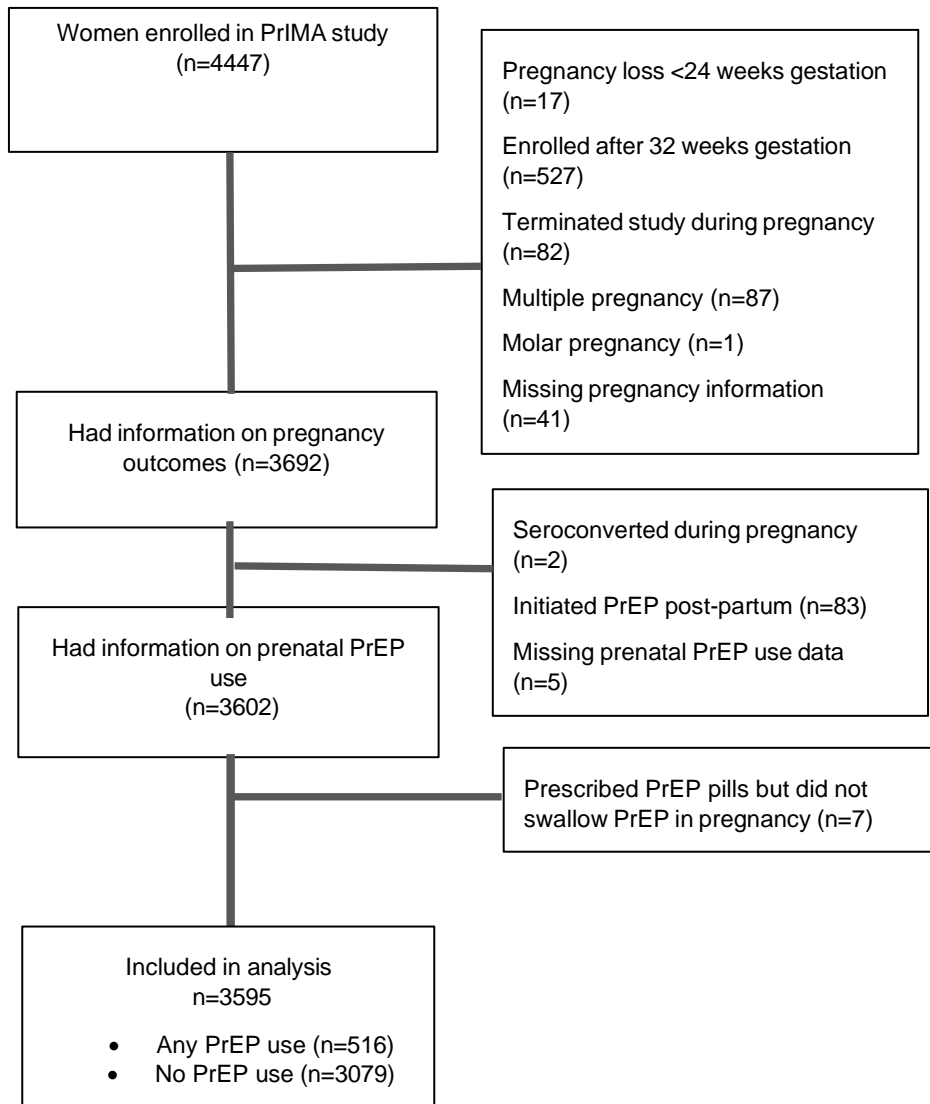 Women enrolled in PrIMA study
(n=4447)
Pregnancy loss <24 weeks gestation
(n=17)
Enrolled after 32 weeks gestation
(n=527)
Terminated study during pregnancy
(n=82)
Multiple pregnancy (n=87)
Molar pregnancy (n=1)
Missing pregnancy information
(n=41)
Had information on pregnancy
outcomes (n=3692)
Seroconverted during pregnancy
(n=2)
Initiated PrEP post-partum (n=83)
Missing prenatal PrEP use data
(n=5)
Had information on prenatal PrEP
use
(n=3602)
Prescribed PrEP pills but did not
swallow PrEP in pregnancy (n=7)
Included in analysis
n=3595
• Any PrEP use (n=516)
• No PrEP use (n=3079)